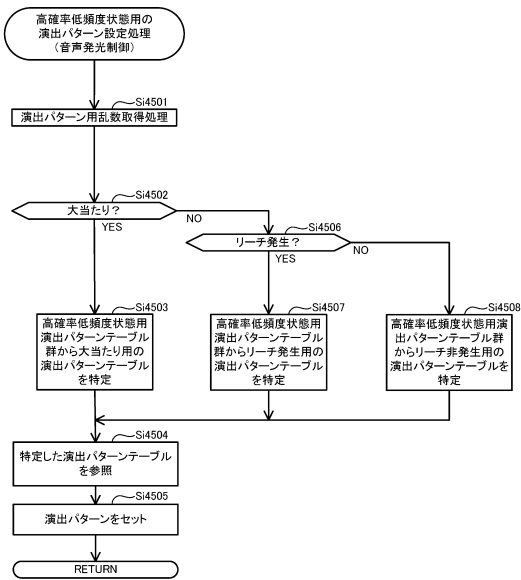 高確率低頻度状態用の
演出パターン設定処理
（音声発光制御）
Si4501
演出パターン用乱数取得処理
Si4502
大当たり？
NO
YES
Si4506
リーチ発生？
NO
YES
Si4503
高確率低頻度状態用
演出パターンテーブル
群から大当たり用の
演出パターンテーブル
を特定
Si4507
高確率低頻度状態用
演出パターンテーブル
群からリーチ発生用の
演出パターンテーブル
を特定
Si4508
高確率低頻度状態用演
出パターンテーブル群
からリーチ非発生用の
演出パターンテーブルを
特定
Si4504
特定した演出パターンテーブル
を参照
Si4505
演出パターンをセット
RETURN